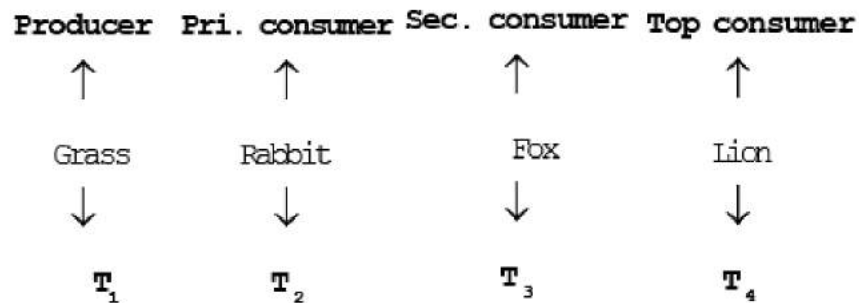 Producer Pri. consumer Sec. consumer Top consumer
Grass Rabbit Fox Lion
T₁ T₂ T₃ T₄